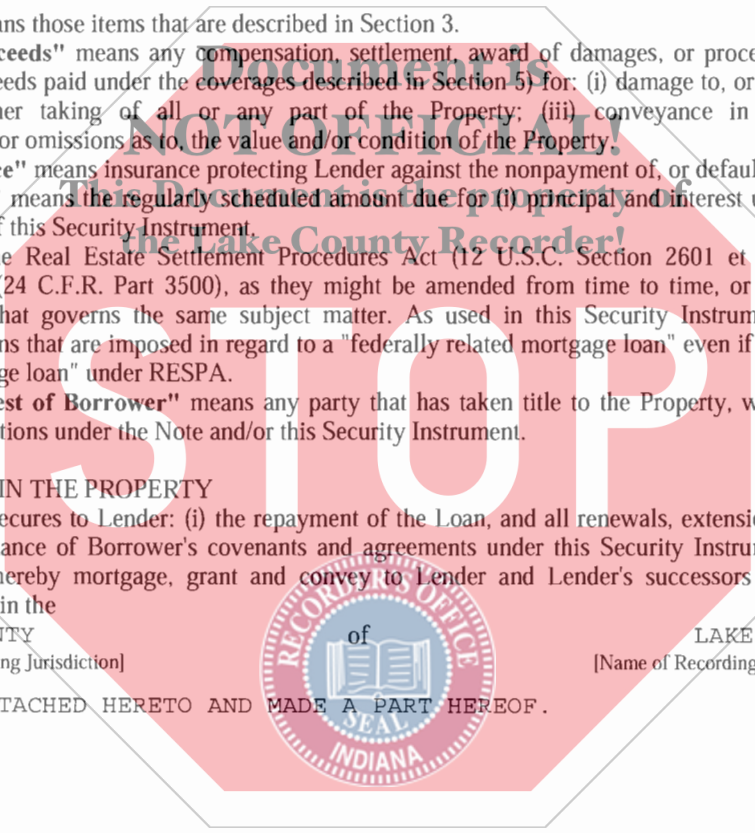 ns those items that are described in Section 3.
ceeds" means any compensation, settlement, award of damages, or proce
eeds paid under the coverages described in Section 5) for: (i) damage to, or
her taking of all or any part of the Property; (iii) conveyance in
or omissions as to, the value and/or condition of the Property.
ce" means insurance protecting Lender against the nonpayment of, or defaul
means the regularly scheduled amount due for (i) principal and interest u
f this Security Instrument.
e Real Estate Settlement Procedures Act (12 U.S.C. Section 2601 et
(24 C.F.R. Part 3500), as they might be amended from time to time, or
hat governs the same subject matter. As used in this Security Instrum
ns that are imposed in regard to a "federally related mortgage loan" even if
ge loan" under RESPA.
est of Borrower" means any party that has taken title to the Property, w
tions under the Note and/or this Security Instrument.
IN THE PROPERTY
ecures to Lender: (i) the repayment of the Loan, and all renewals, extensi
ance of Borrower's covenants and agreements under this Security Instrum
hereby mortgage, grant and convey to Lender and Lender's successors
in the
NTY of LAKE
ng Jurisdiction] [Name of Recording
TACHED HERETO AND MADE A PART HEREOF.
Document is
NOT OFFICIAL!
This Document is the property of
the Lake County Recorder!
STOP
RECORDER'S OFFICE
SEAL
INDIANA